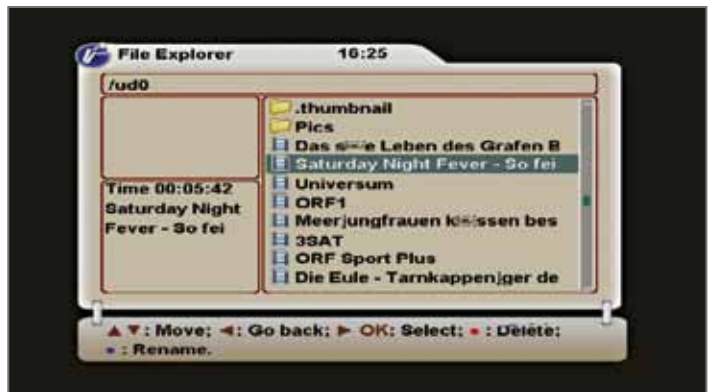 File Explorer 16:25
/ud0
.thumbnail
Pics
Das Leben des Grafen B
Saturday Night Fever - So fei
Universum
ORF1
Meerjungfrauen bes
3SAT
ORF Sport Plus
Die Eule - Tarnkappenjger de
Time 00:05:42
Saturday Night
Fever - So fei
▲ ▼ : Move; ◄: Go back; ► OK: Select; ● : Delete;
● : Rename.